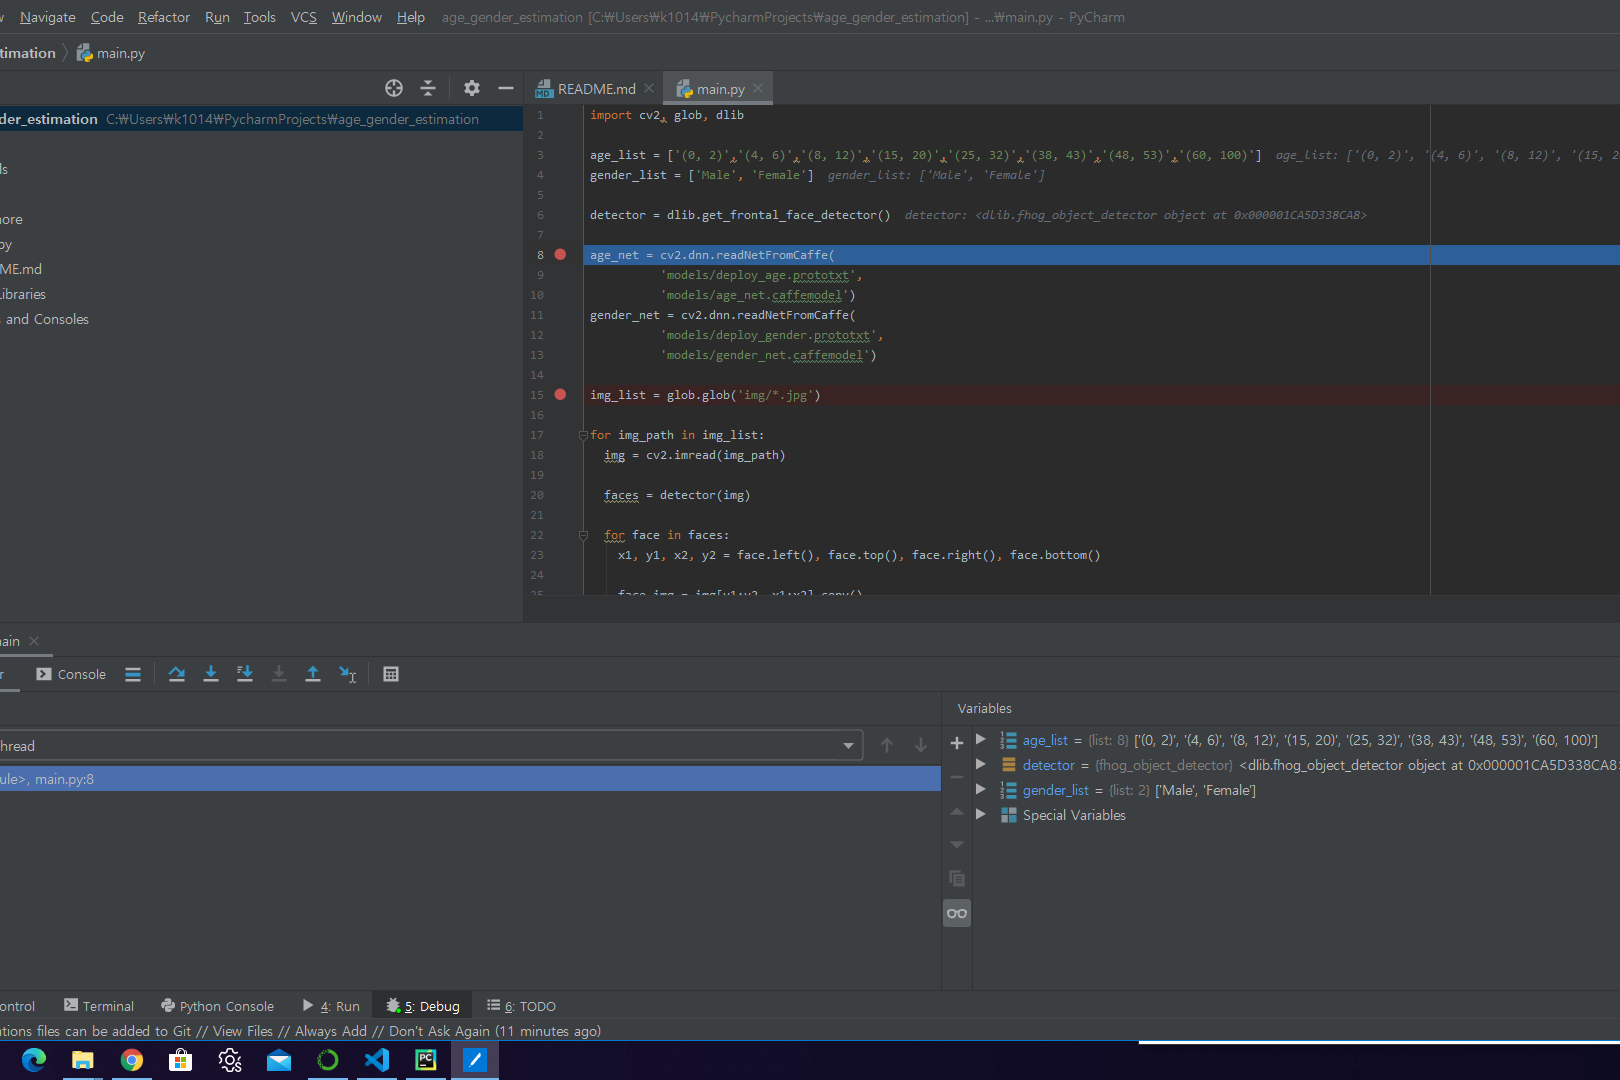 Navigate Code Refactor Run Tools VCS Window Help age_gender_estimation [C:₩Users₩k1014₩PycharmProjects₩age_gender_estimation] - ...₩main.py - PyCharm
timation main.py
README.md main.py
der_estimation C:₩Users₩k1014₩PycharmProjects₩age_gender_estimation
ds
ore
py
ME.md
ibraries
s and Consoles
1 import cv2, glob, dlib
2
3 age_list = ['(0, 2)','(4, 6)','(8, 12)','(15, 20)','(25, 32)','(38, 43)','(48, 53)','(60, 100)'] age_list: ['(0, 2)', '(4, 6)', '(8, 12)', '(15, 2
4 gender_list = ['Male', 'Female'] gender_list: ['Male', 'Female']
5
6 detector = dlib.get_frontal_face_detector() detector: <dlib.fhog_object_detector object at 0x000001CA5D338CA8>
7
8 age_net = cv2.dnn.readNetFromCaffe(
9 'models/deploy_age.prototxt',
10 'models/age_net.caffemodel')
11 gender_net = cv2.dnn.readNetFromCaffe(
12 'models/deploy_gender.prototxt',
13 'models/gender_net.caffemodel')
14
15 img_list = glob.glob('img/*.jpg')
16
17 for img_path in img_list:
18 img = cv2.imread(img_path)
19
20 faces = detector(img)
21
22 for face in faces:
23 x1, y1, x2, y2 = face.left(), face.top(), face.right(), face.bottom()
24
25 face_img = img[y1:y2, x1:x2].copy()
ain
r Console
Variables
hread
ule>, main.py:8
age_list = {list: 8} ['(0, 2)', '(4, 6)', '(8, 12)', '(15, 20)', '(25, 32)', '(38, 43)', '(48, 53)', '(60, 100)']
detector = {fhog_object_detector} <dlib.fhog_object_detector object at 0x000001CA5D338CA8>
gender_list = {list: 2} ['Male', 'Female']
Special Variables
ontrol Terminal Python Console 4: Run 5: Debug 6: TODO
tions files can be added to Git // View Files // Always Add // Don't Ask Again (11 minutes ago)
PC